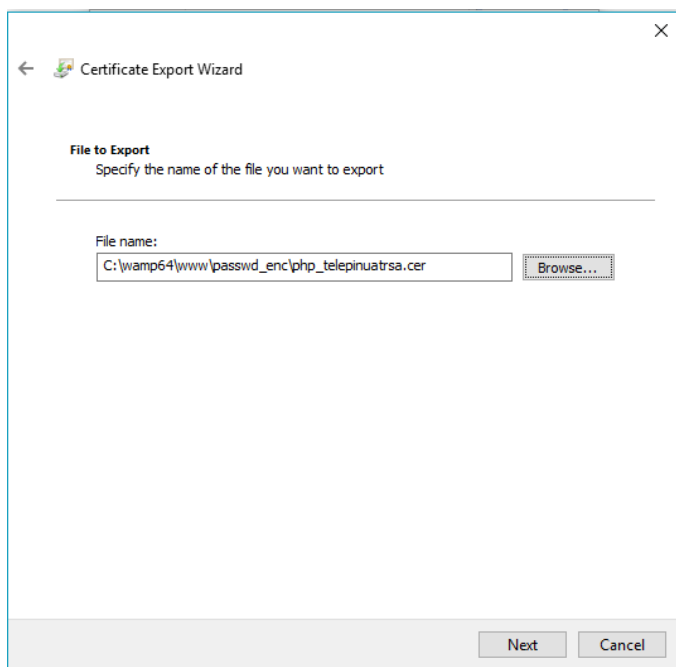 Certificate Export Wizard
File to Export
Specify the name of the file you want to export
File name:
C:\wamp64\www\passwd_enc\php_telepinuatrsa.cer
Browse...
Next
Cancel